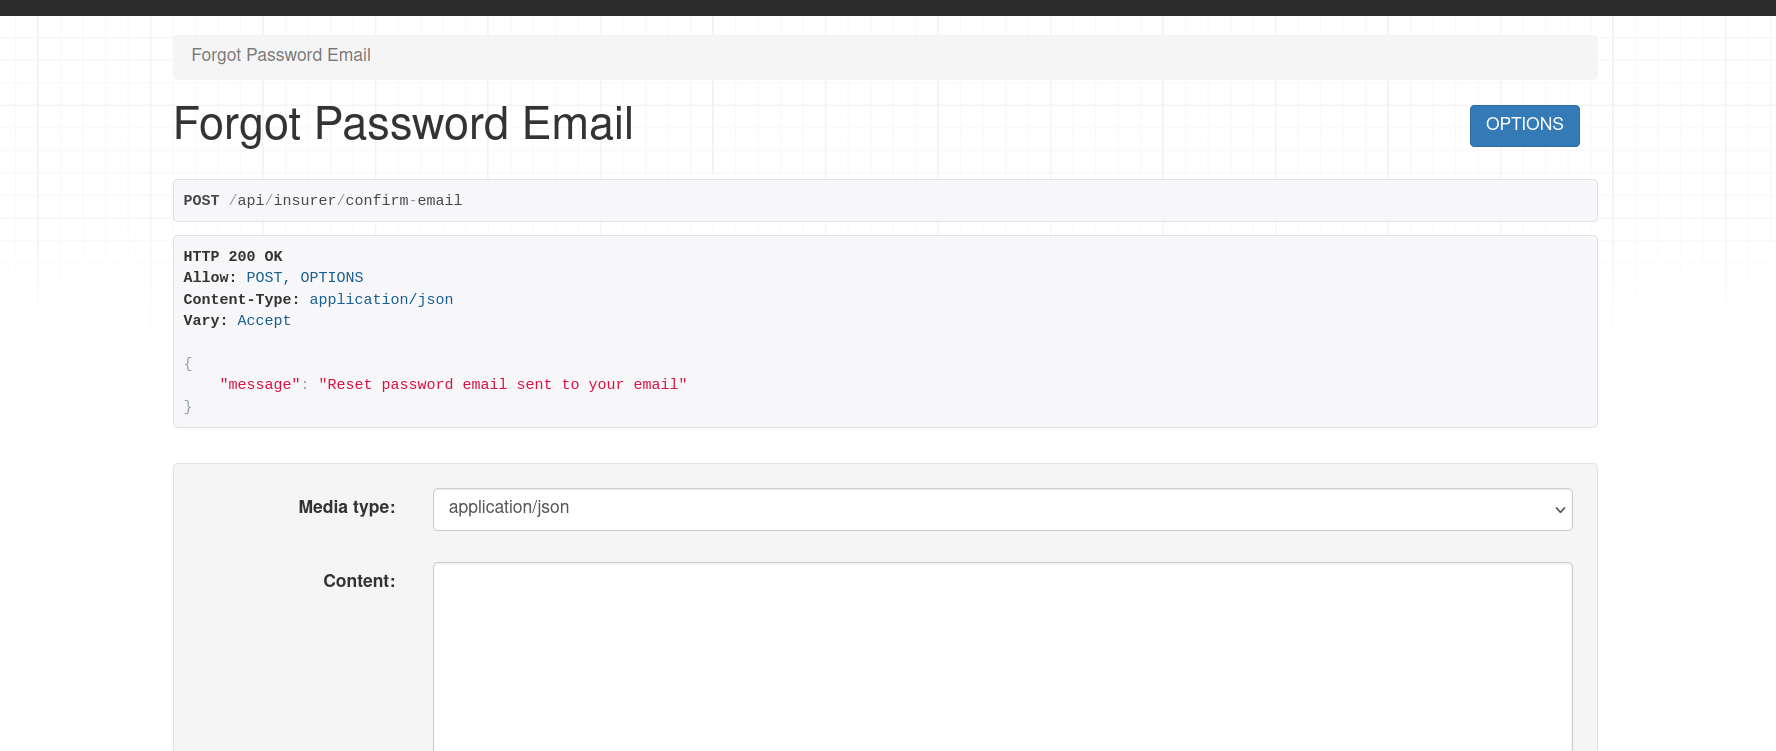 Forgot Password Email
Forgot Password Email
OPTIONS
POST /api/insurer/confirm-email
HTTP 200 OK
Allow: POST, OPTIONS
Content-Type: application/json
Vary: Accept
{
    "message": "Reset password email sent to your email"
}
Media type: application/json
Content: